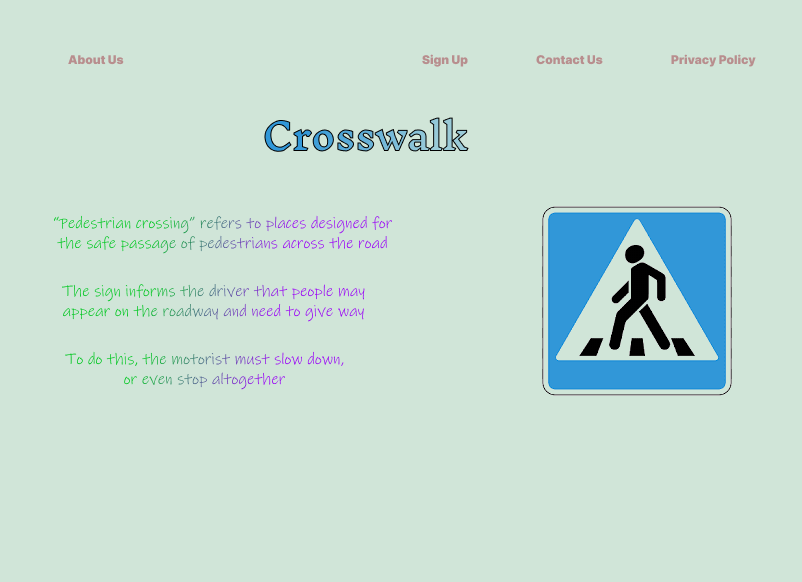 About Us
Sign Up
Contact Us
Privacy Policy
Crosswalk
“Pedestrian crossing” refers to places designed for
the safe passage of pedestrians across the road
The sign informs the driver that people may
appear on the roadway and need to give way
To do this, the motorist must slow down,
or even stop altogether